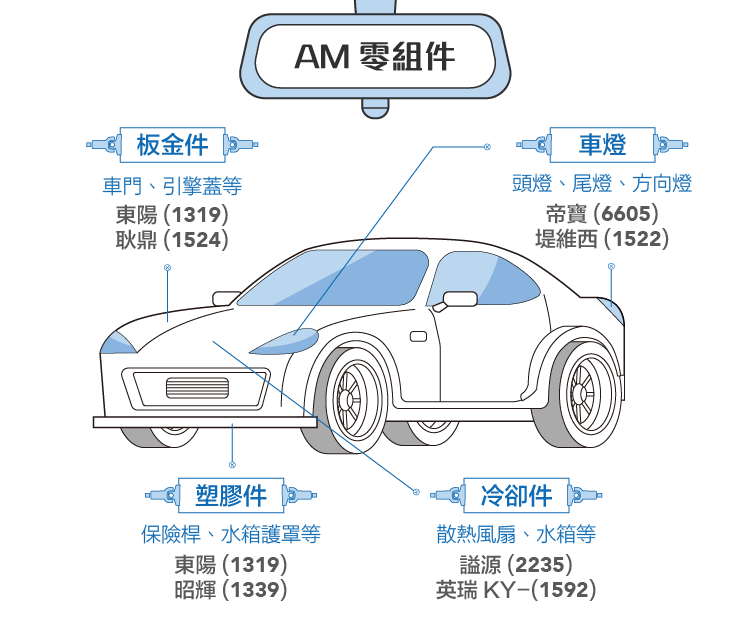 AM 零組件
板金件
車門、引擎蓋等
東陽 (1319)
耿鼎 (1524)
車燈
頭燈、尾燈、方向燈
帝寶 (6605)
堤維西 (1522)
塑膠件
保險桿、水箱護罩等
東陽 (1319)
昭輝 (1339)
冷卻件
散熱風扇、水箱等
謚源 (2235)
英瑞 KY-(1592)